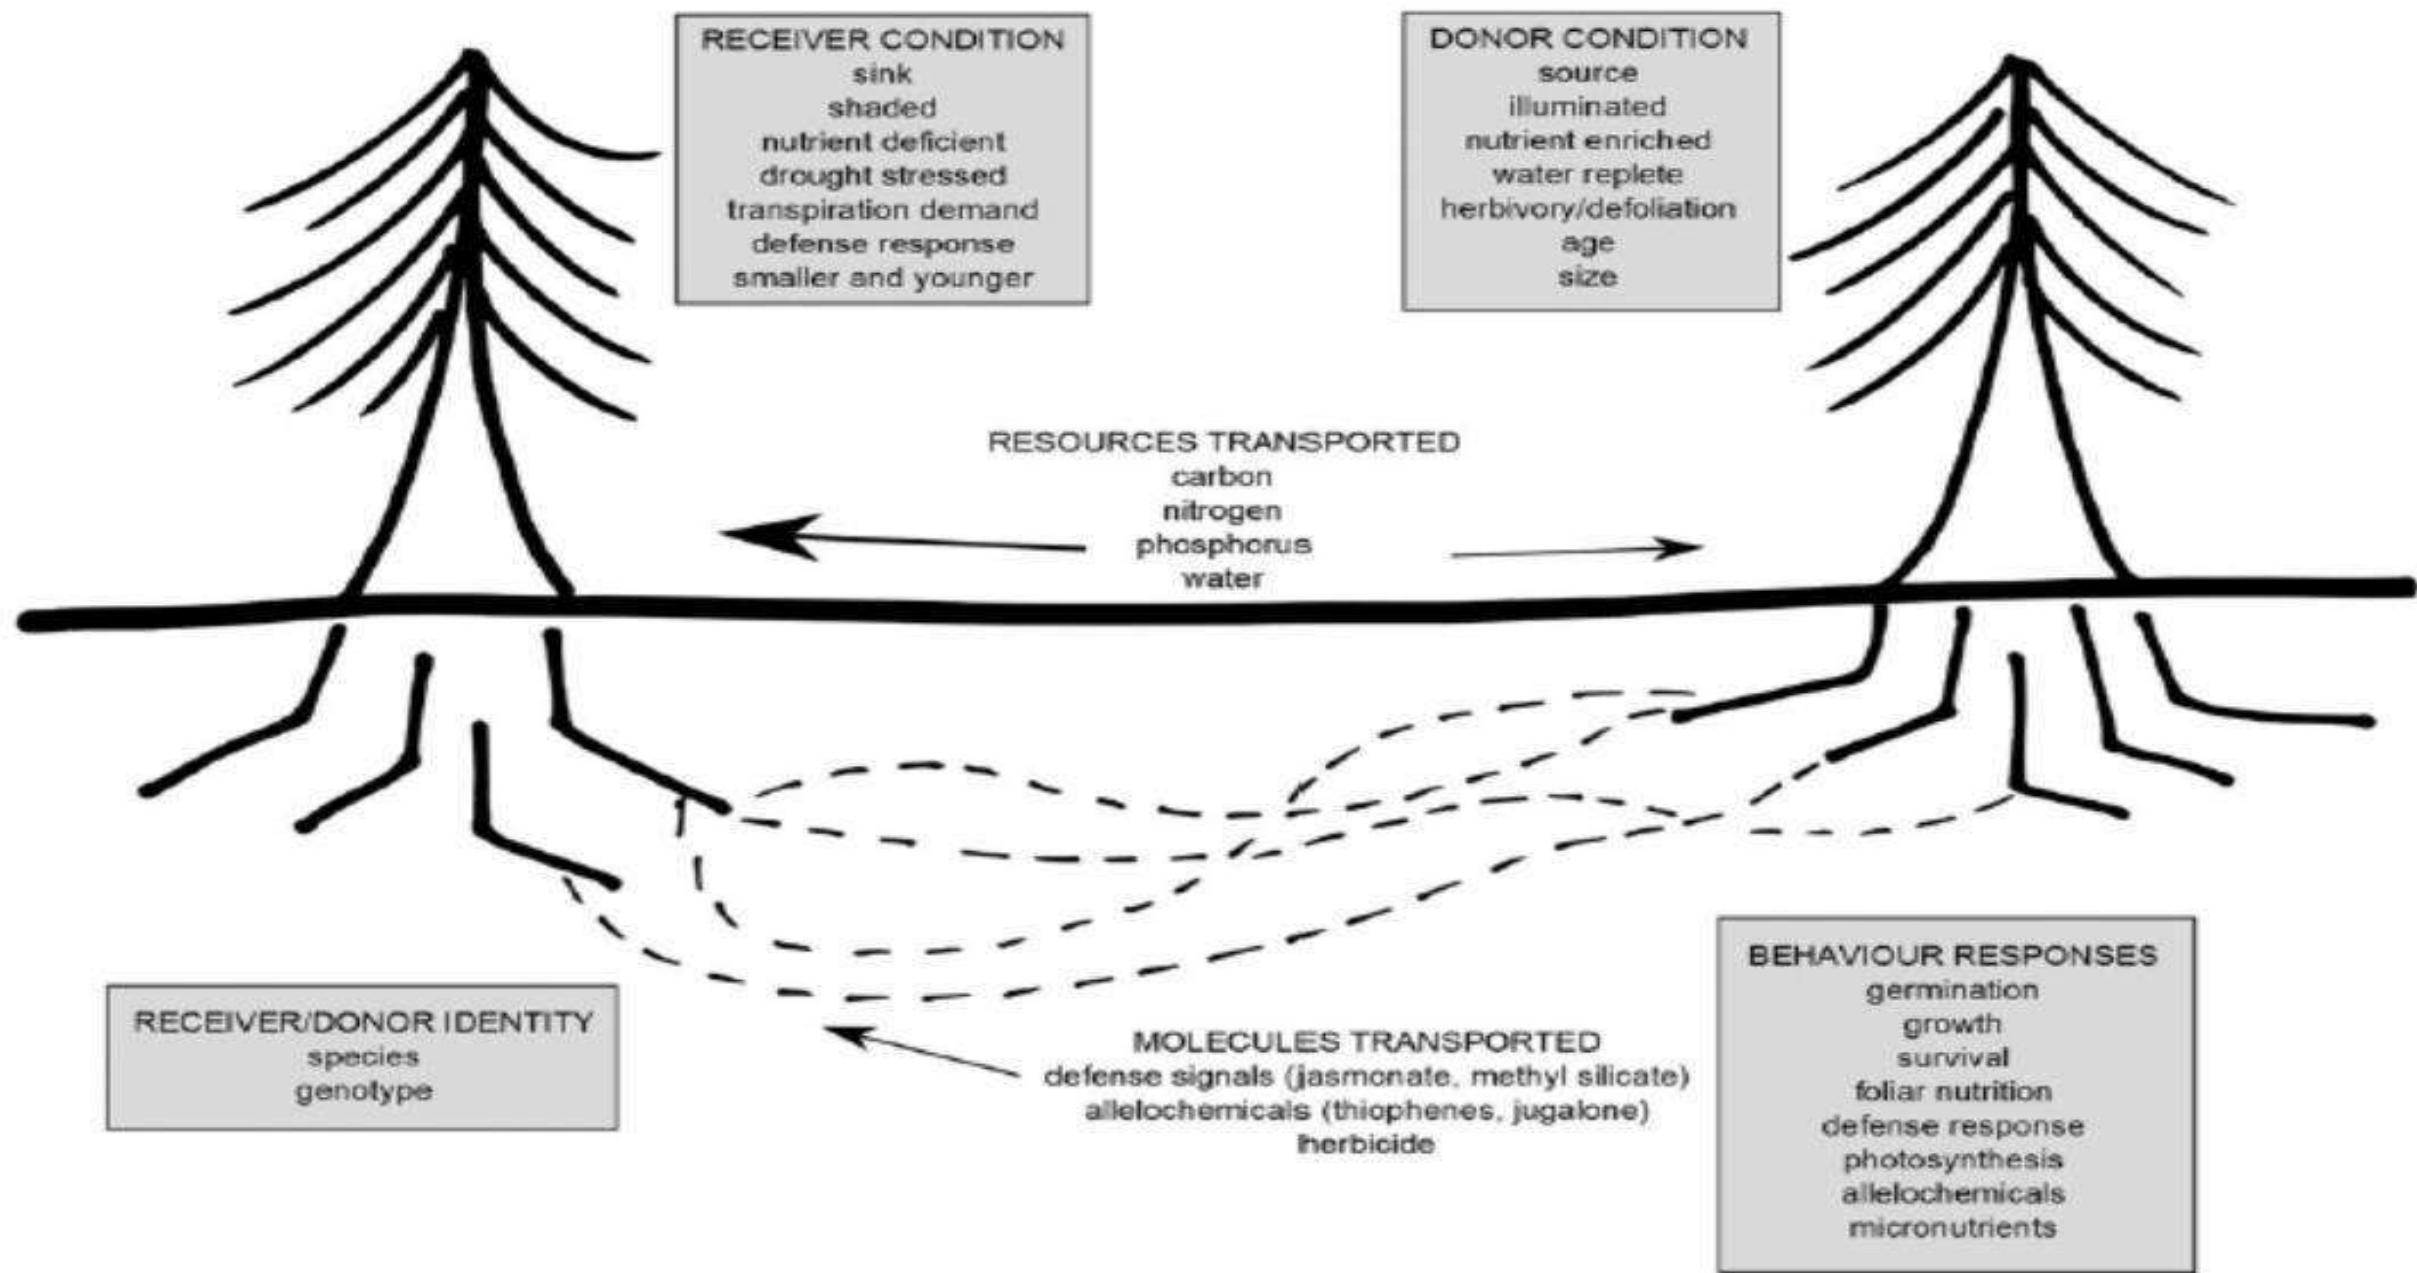 RECEIVER CONDITION
sink
shaded
nutrient deficient
drought stressed
transpiration demand
defense response
smaller and younger
DONOR CONDITION
source
illuminated
nutrient enriched
water replete
herbivory/defoliation
age
size
RESOURCES TRANSPORTED
carbon
nitrogen
phosphorus
water
RECEIVER/DONOR IDENTITY
species
genotype
MOLECULES TRANSPORTED
defense signals (jasmonate, methyl silicate)
allelochemicals (thiophenes, jugalone)
herbicide
BEHAVIOUR RESPONSES
germination
growth
survival
foliar nutrition
defense response
photosynthesis
allelochemicals
micronutrients